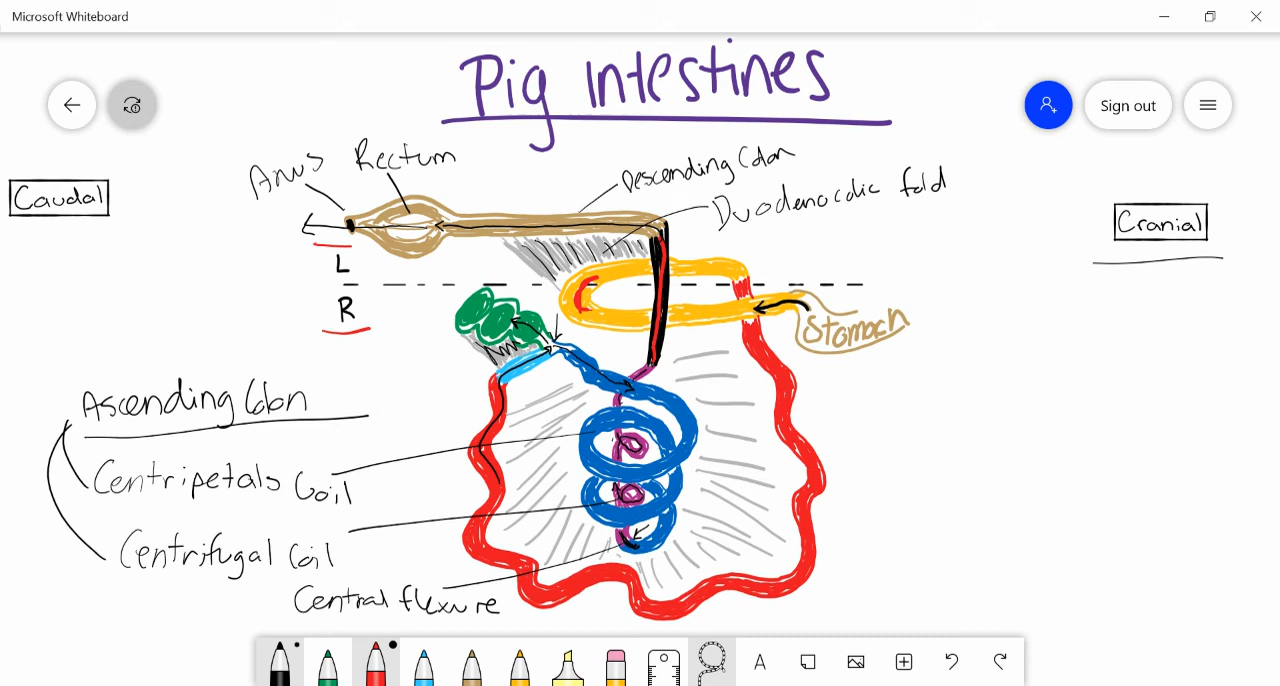 Microsoft Whiteboard
Pig Intestines
Sign out
Anus
Rectum
Descending Colon
Duodenocolic fold
Caudal
Cranial
L
R
Stomach
Ascending Colon
Centripetals Coil
Centrifugal Coil
Central flexure
A